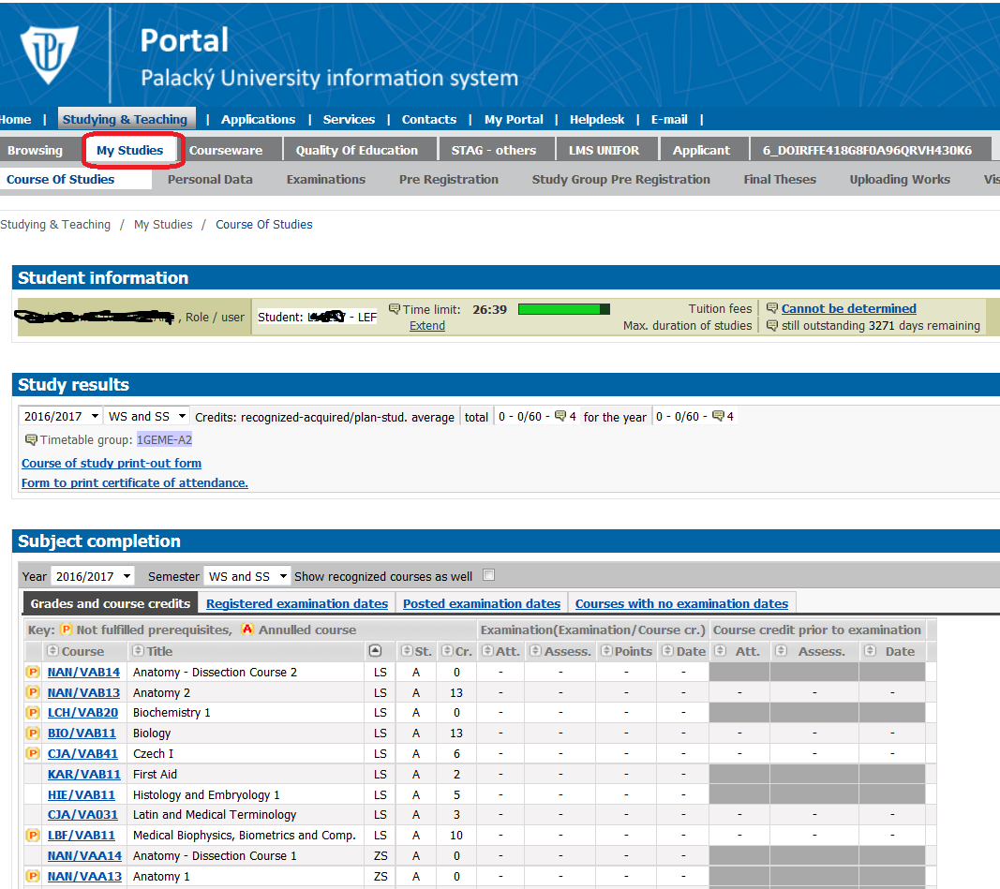 Portal
Palacký University information system
Home | Studying & Teaching | Applications | Services | Contacts | My Portal | Helpdesk | E-mail |
Browsing My Studies Courseware Quality Of Education STAG - others LMS UNIFOR Applicant 6_DOIRFFE418G8F0A96QRVH430K6
Course Of Studies Personal Data Examinations Pre Registration Study Group Pre Registration Final Theses Uploading Works Vis
Studying & Teaching / My Studies / Course Of Studies
Student information
, Role / user Student: - LEF Time limit: 26:39 Tuition fees Cannot be determined
Extend Max. duration of studies still outstanding 3271 days remaining
Study results
2016/2017 WS and SS Credits: recognized-acquired/plan-stud. average total 0 - 0/60 - 4 for the year 0 - 0/60 - 4
Timetable group: 1GEME-A2
Course of study print-out form
Form to print certificate of attendance.
Subject completion
Year 2016/2017 Semester WS and SS Show recognized courses as well
Grades and course credits Registered examination dates Posted examination dates Courses with no examination dates
Key: P Not fulfilled prerequisites, A Annulled course Examination(Examination/Course cr.) Course credit prior to examination
Course Title St. Cr. Att. Assess. Points Date Att. Assess. Date
P NAN/VAB14 Anatomy - Dissection Course 2 LS A 0 - - - -
P NAN/VAB13 Anatomy 2 LS A 13 - - - - - - -
P LCH/VAB20 Biochemistry 1 LS A 0 - - - -
P BIO/VAB11 Biology LS A 13 - - - - - - -
P CJA/VAB41 Czech I LS A 6 - - - - - - -
KAR/VAB11 First Aid LS A 2 - - - -
HIE/VAB11 Histology and Embryology 1 LS A 5 - - - -
CJA/VA031 Latin and Medical Terminology LS A 3 - - - - - - -
P LBF/VAB11 Medical Biophysics, Biometrics and Comp. LS A 10 - - - - - - -
NAN/VAA14 Anatomy - Dissection Course 1 ZS A 0 - - - -
P NAN/VAA13 Anatomy 1 ZS A 0 - - - -